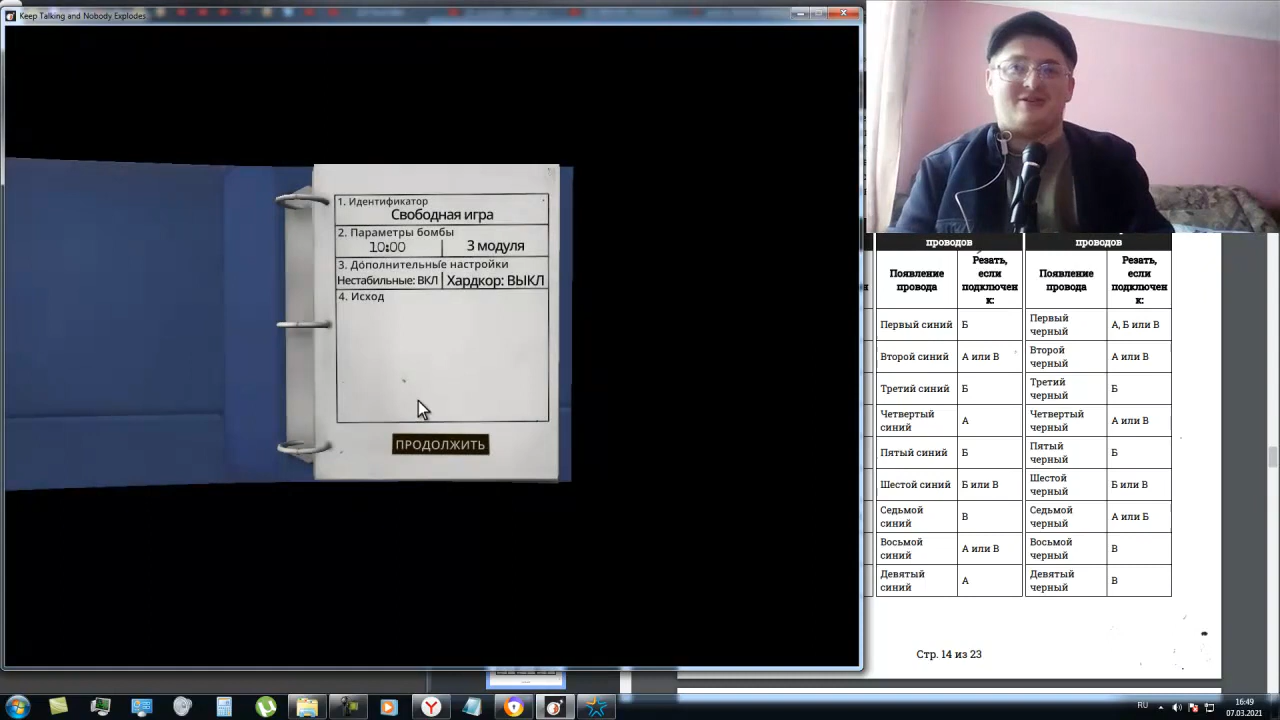 Keep Talking and Nobody Explodes
1. Идентификатор
Свободная игра
2. Параметры бомбы
10:00
3 модуля
3. Дополнительные настройки
Нестабильные: ВКЛ
Хардкор: ВЫКЛ
4. Исход
ПРОДОЛЖИТЬ
проводов
проводов
Появление
провода
Резать,
если
подключен
к:
Появление
провода
Резать,
если
подключен
к:
Первый синий
Б
Первый
черный
А, Б или В
Второй синий
А или В
Второй
черный
А или В
Третий синий
Б
Третий
черный
Б
Четвертый
синий
А
Четвертый
черный
А или В
Пятый синий
Б
Пятый
черный
Б
Шестой синий
Б или В
Шестой
черный
Б или В
Седьмой
синий
В
Седьмой
черный
А или Б
Восьмой
синий
А или В
Восьмой
черный
В
Девятый
синий
А
Девятый
черный
В
Стр. 14 из 23
RU
16:49
07.03.2021